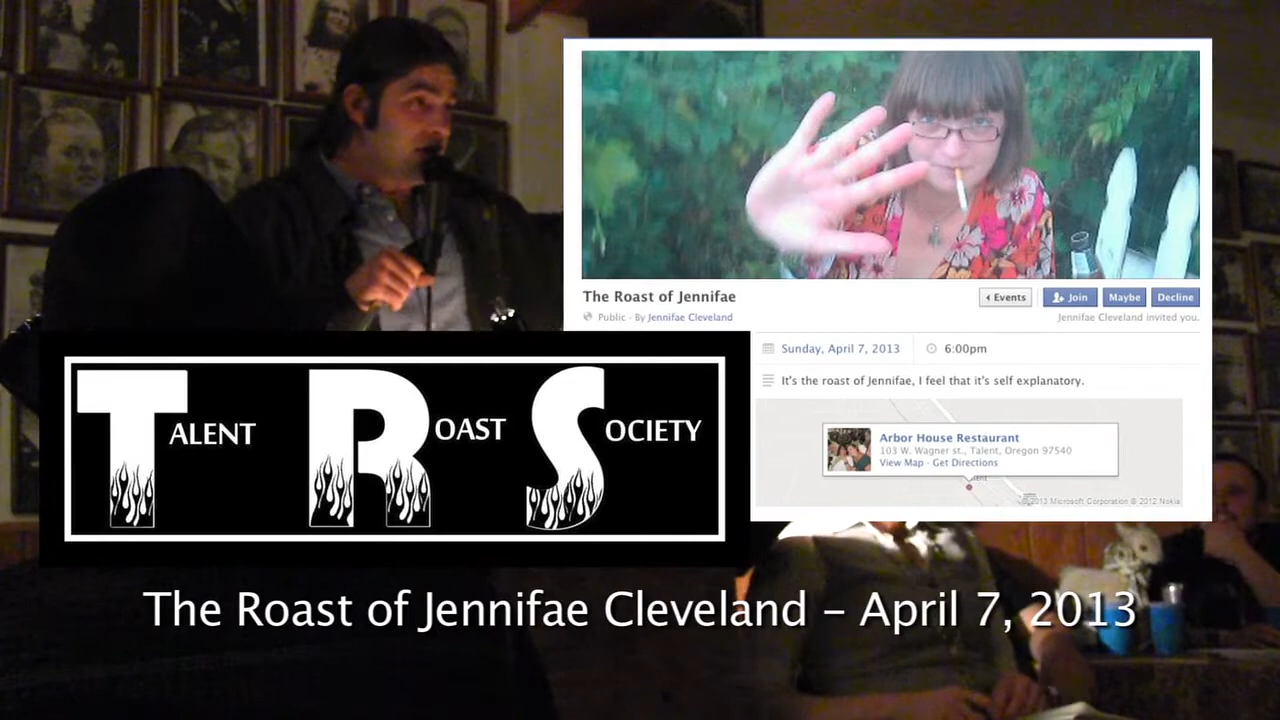 The Roast of Jennifae
Events
Join
Maybe
Decline
Public · By Jennifae Cleveland
Jennifae Cleveland invited you.
Sunday, April 7, 2013
6:00pm
It's the roast of Jennifae, I feel that it's self explanatory.
Arbor House Restaurant
103 W. Wagner st., Talent, Oregon 97540
View Map · Get Directions
© 2013 Microsoft Corporation © 2012 Nokia
TALENT ROAST SOCIETY
The Roast of Jennifae Cleveland – April 7, 2013